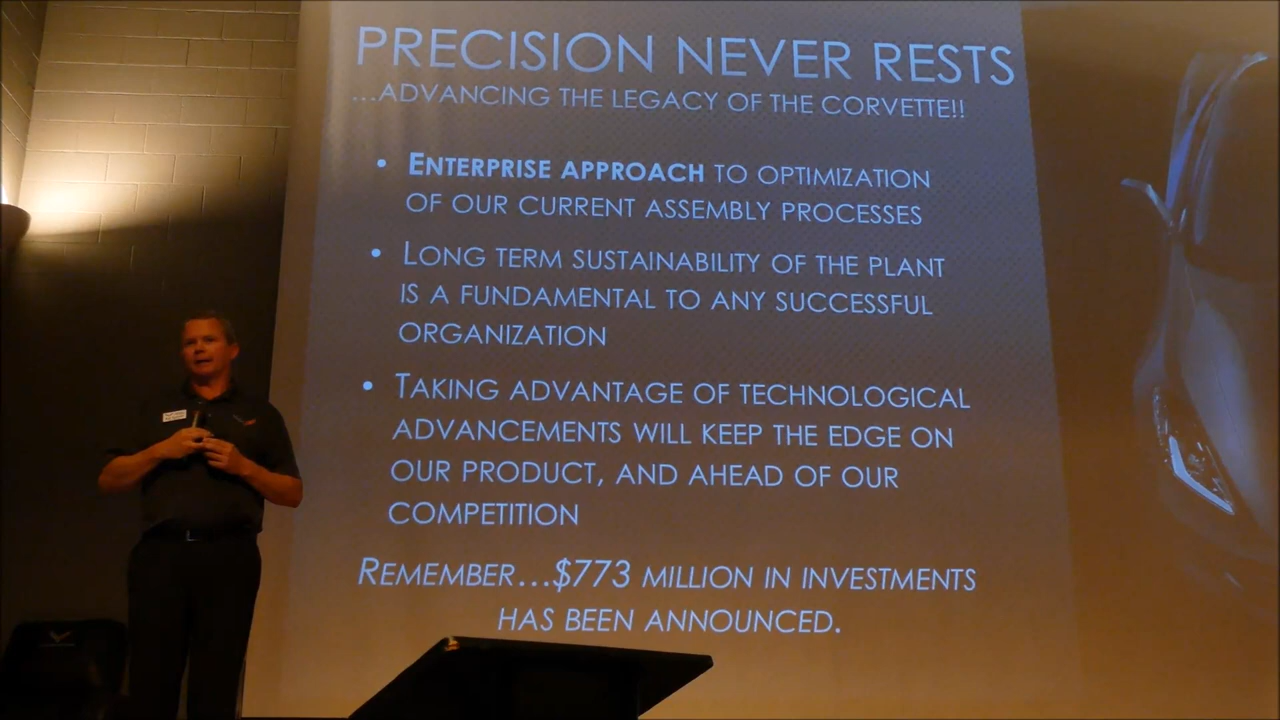 PRECISION NEVER RESTS
...ADVANCING THE LEGACY OF THE CORVETTE!!
• ENTERPRISE APPROACH TO OPTIMIZATION
OF OUR CURRENT ASSEMBLY PROCESSES
• LONG TERM SUSTAINABILITY OF THE PLANT
IS A FUNDAMENTAL TO ANY SUCCESSFUL
ORGANIZATION
• TAKING ADVANTAGE OF TECHNOLOGICAL
ADVANCEMENTS WILL KEEP THE EDGE ON
OUR PRODUCT, AND AHEAD OF OUR
COMPETITION
REMEMBER...$773 MILLION IN INVESTMENTS
HAS BEEN ANNOUNCED.